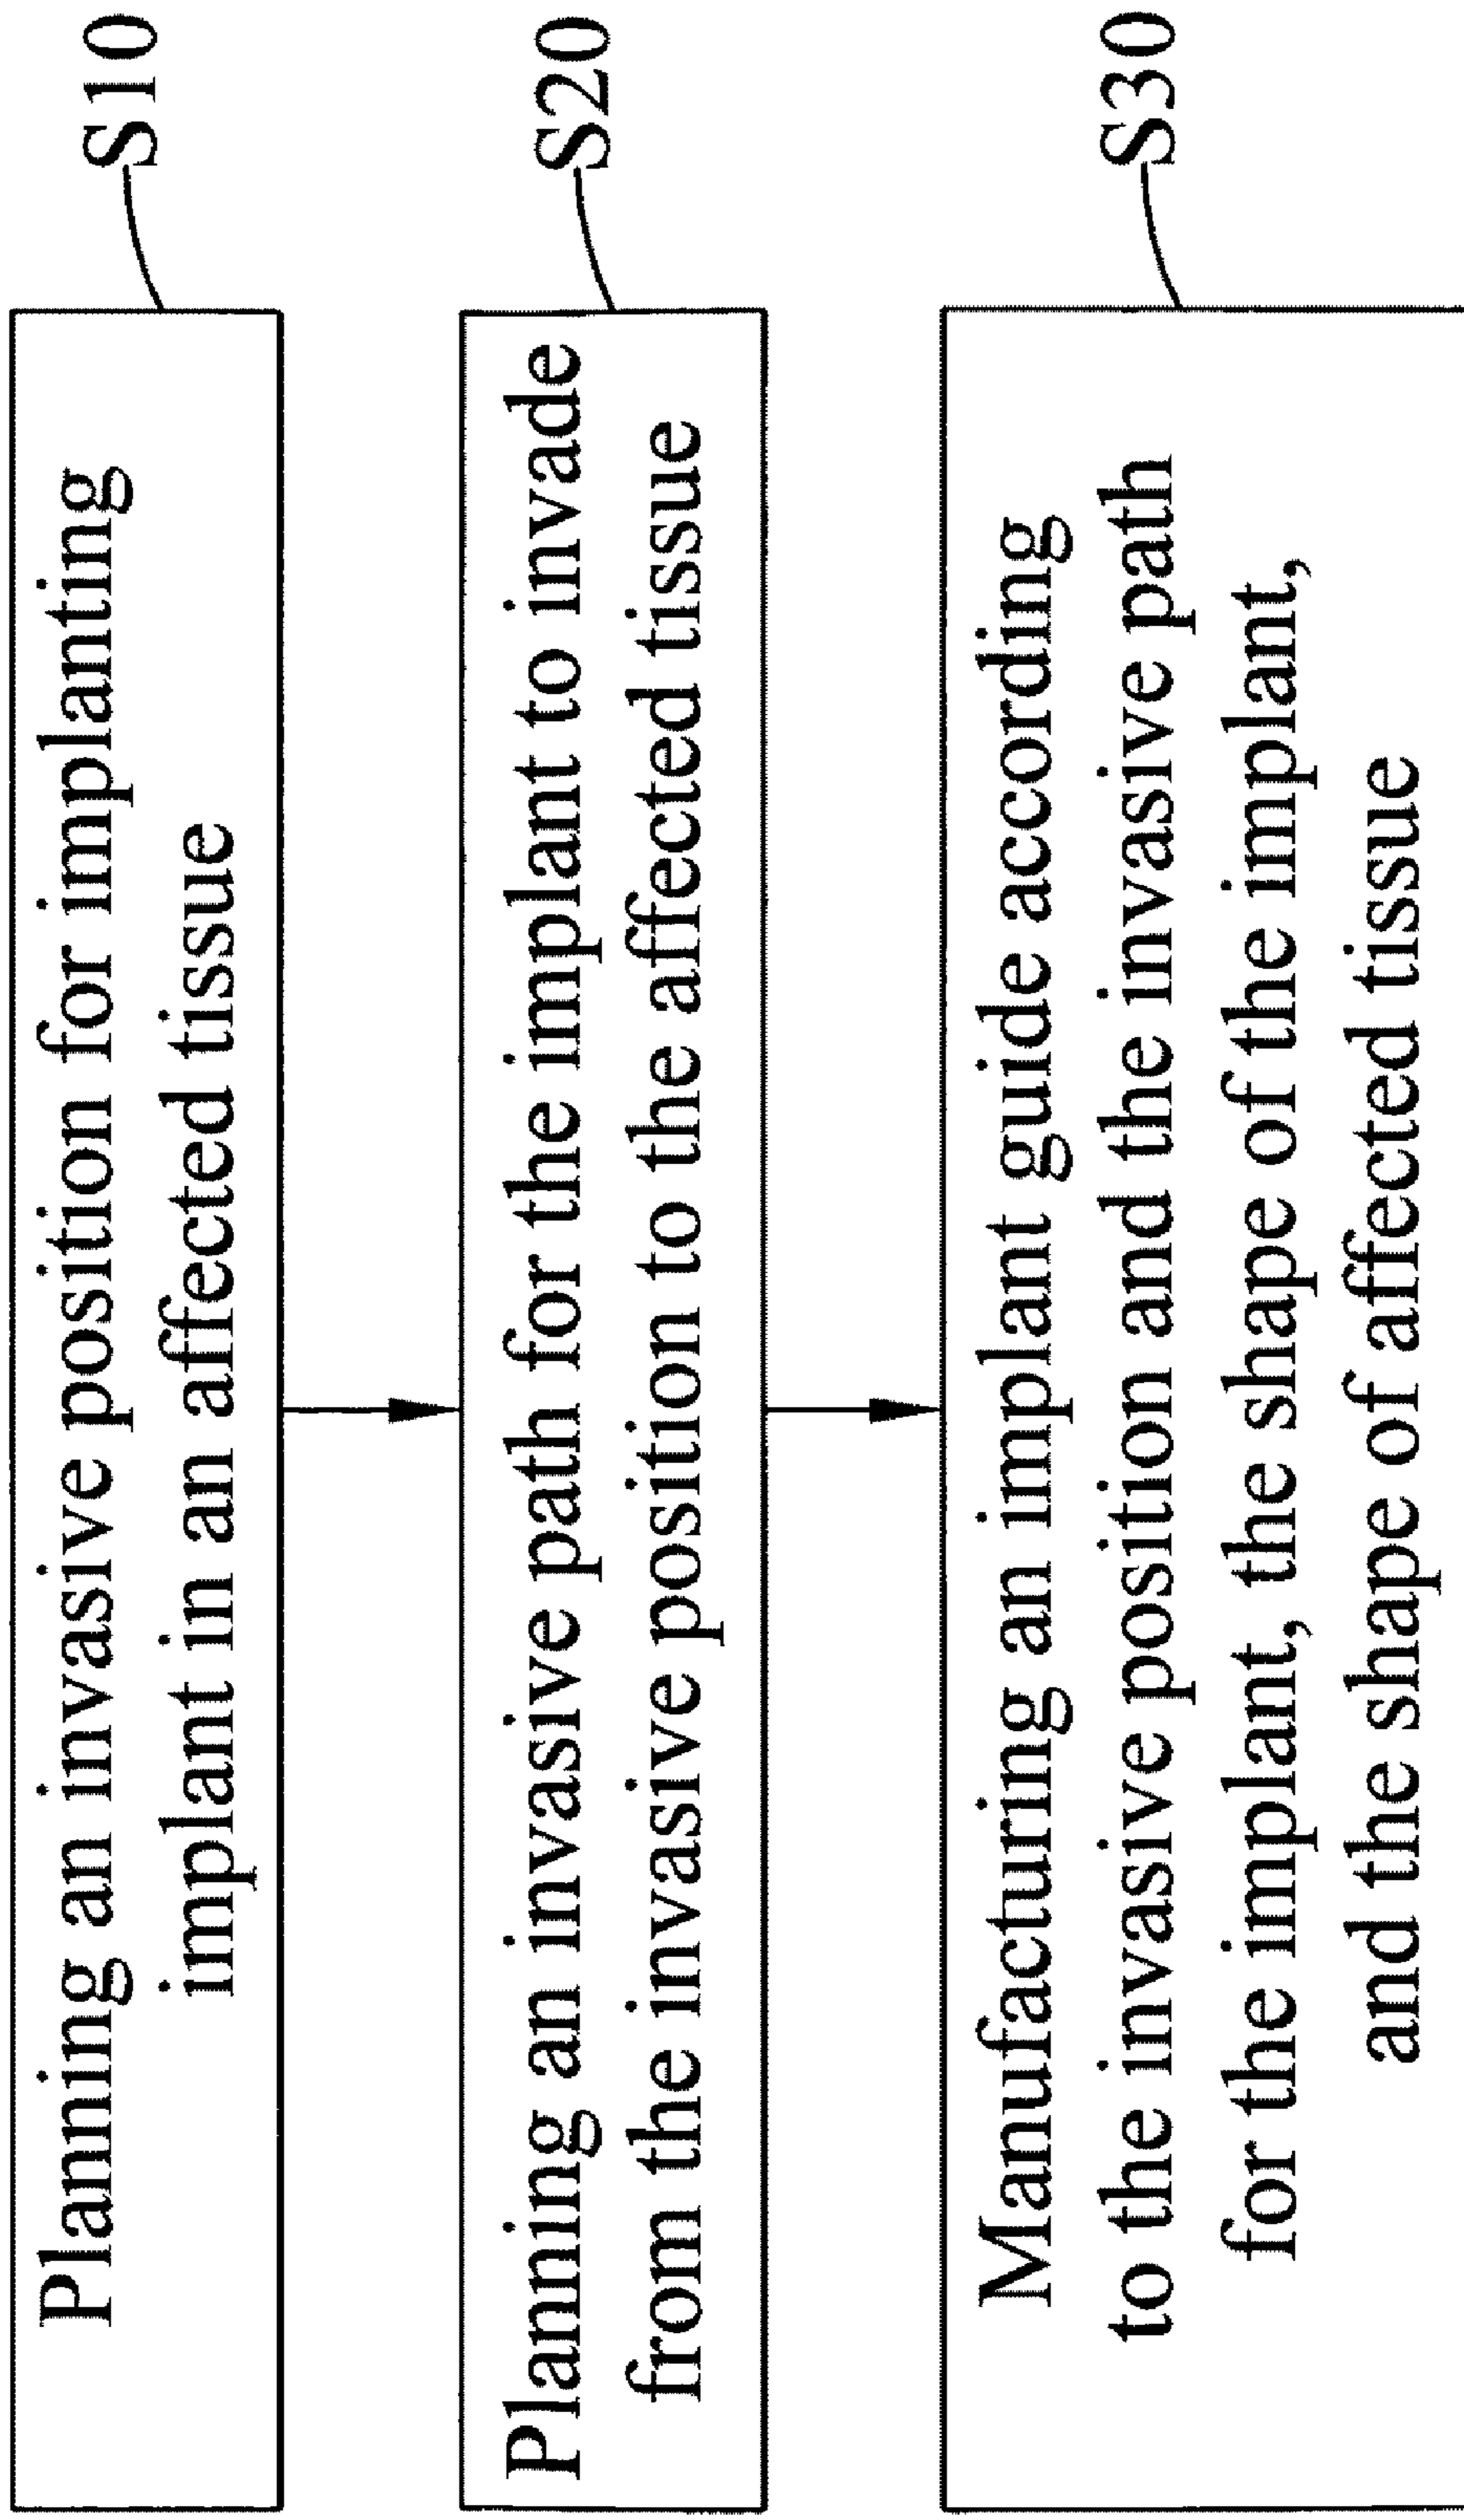 Planning an invasive position for implanting
implant in an affected tissue
S10
Planning an invasive path for the implant to invade
from the invasive position to the affected tissue
S20
Manufacturing an implant guide according
to the invasive position and the invasive path
for the implant, the shape of the implant,
and the shape of affected tissue
S30